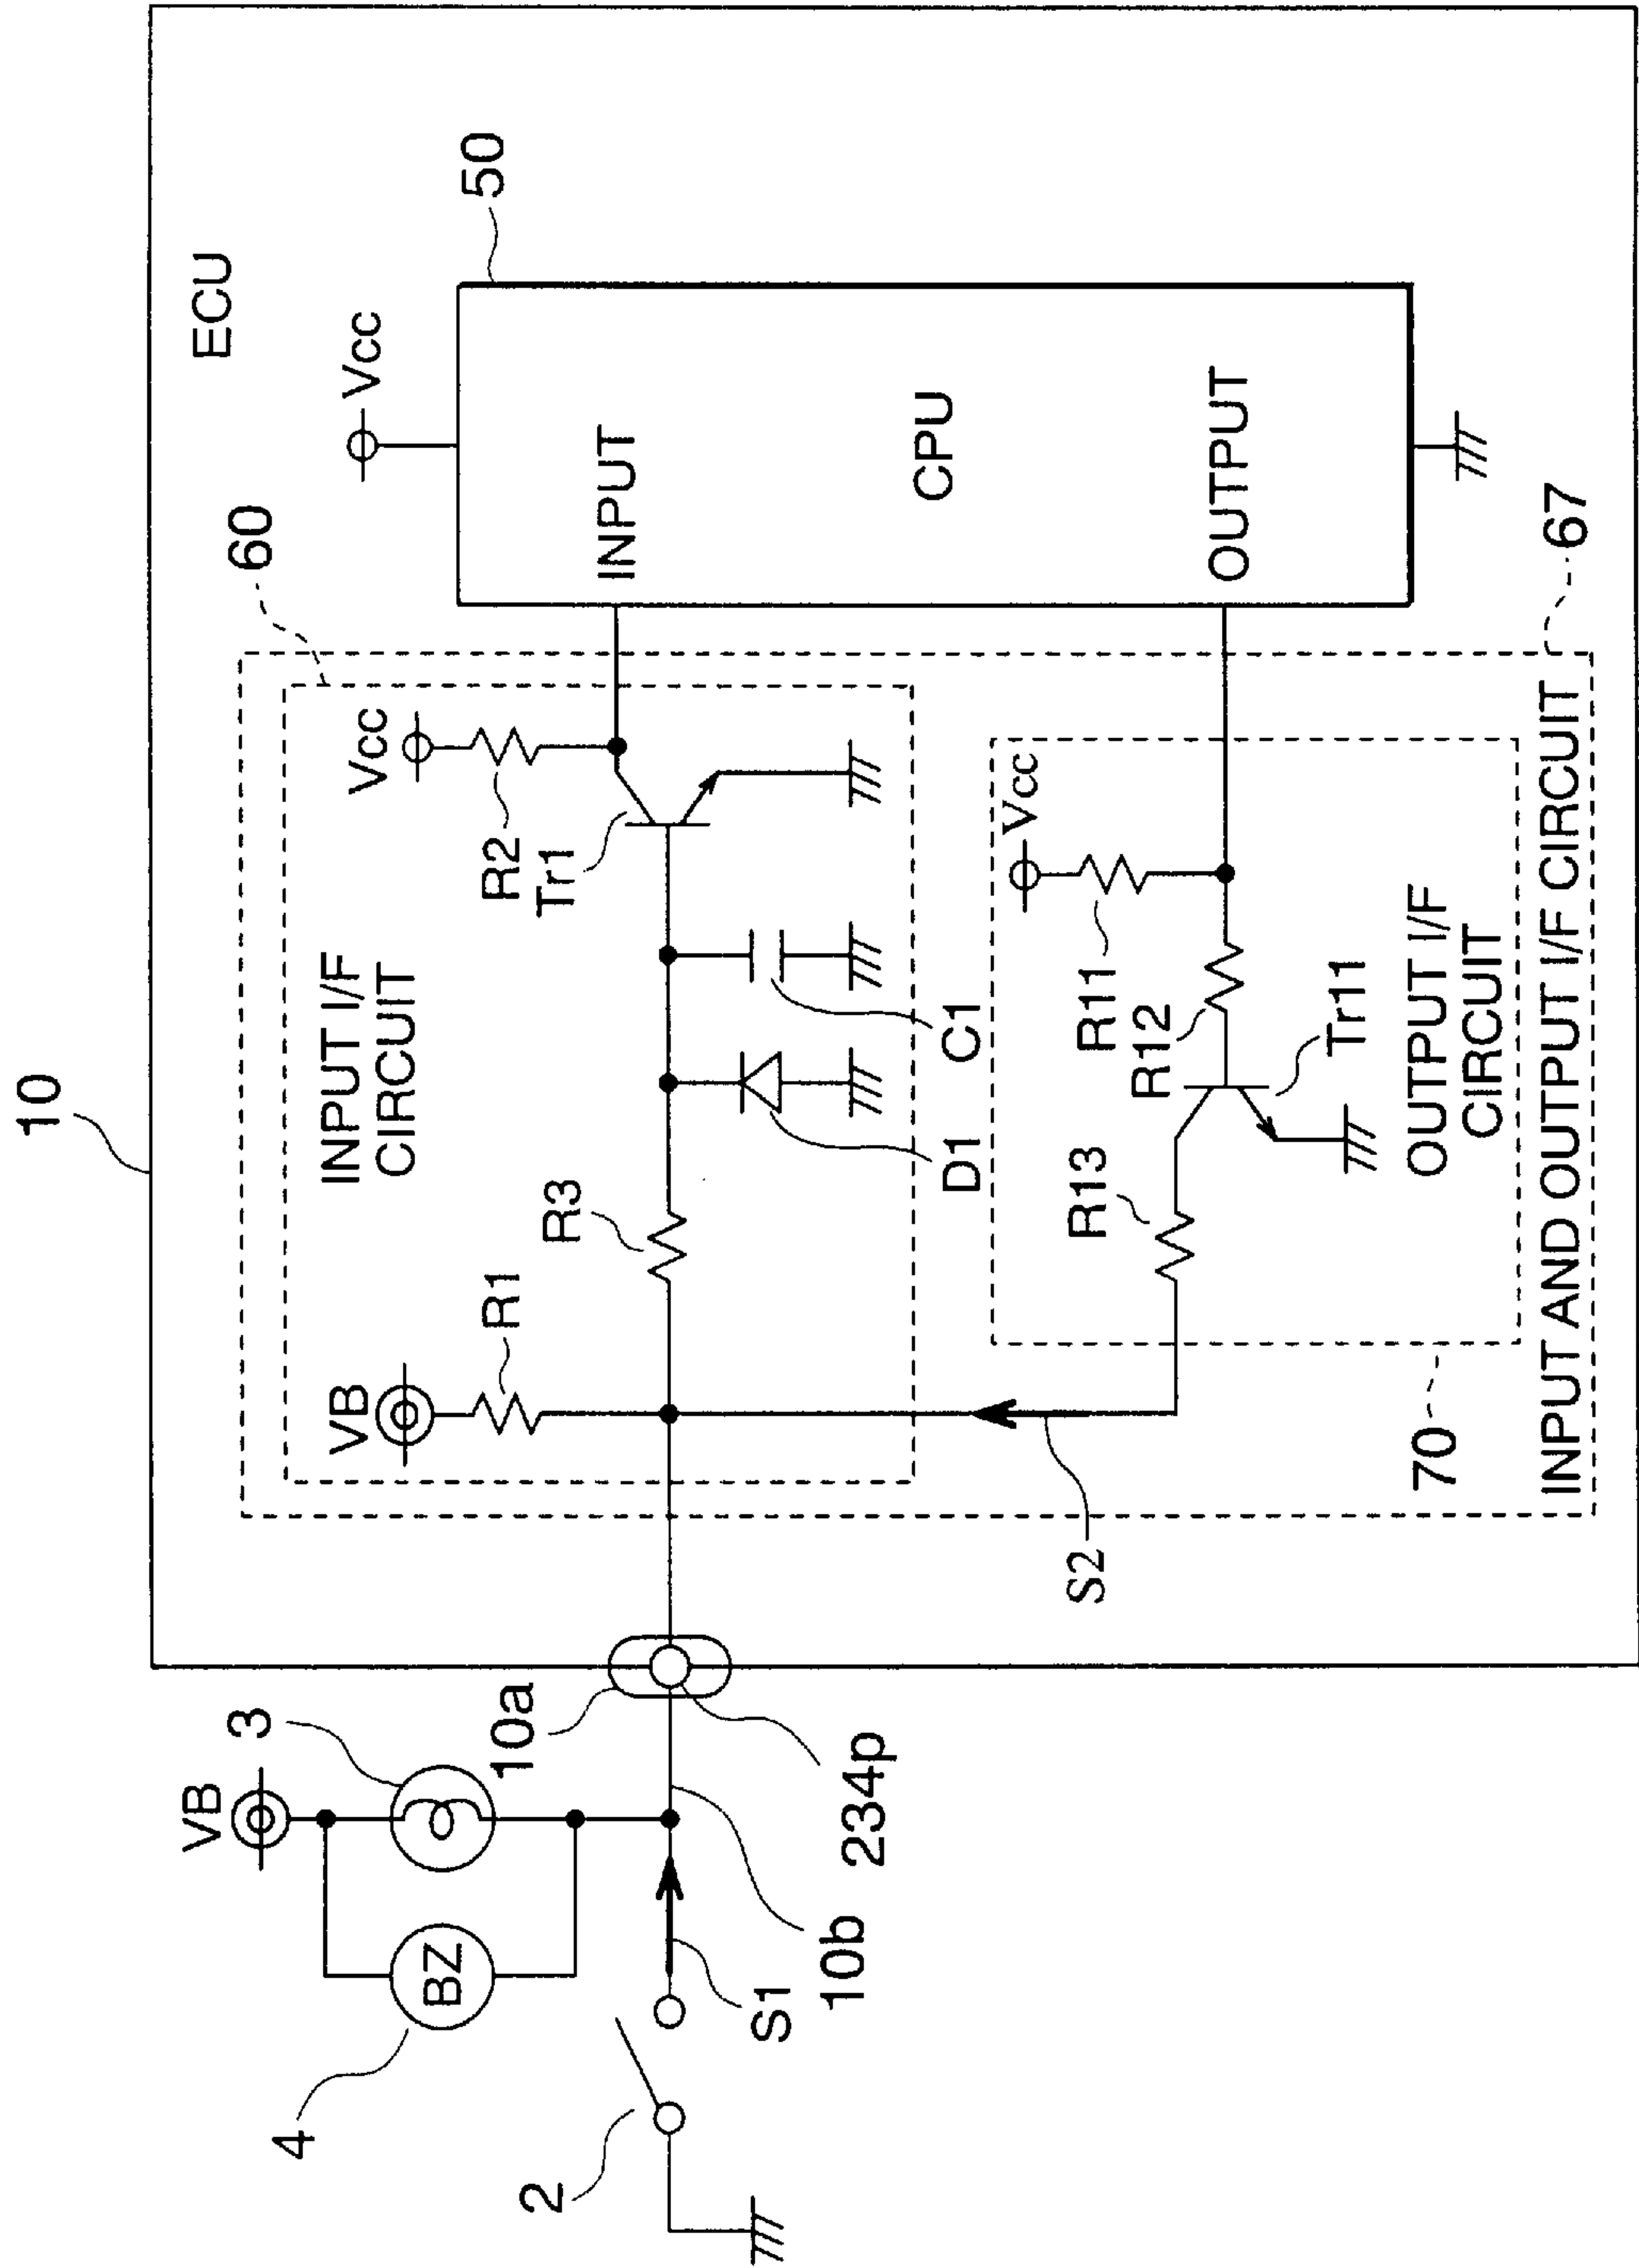 10
ECU
60
Vcc
50
INPUT I/F
CIRCUIT
Vcc
R2
Tr1
INPUT
VB
R1
R3
D1
C1
CPU
VB
3
4
BZ
10a
2
S1
10b
234p
S2
Vcc
R11
R12
R13
Tr11
OUTPUT
OUTPUT I/F
CIRCUIT
70
INPUT AND OUTPUT I/F CIRCUIT
67